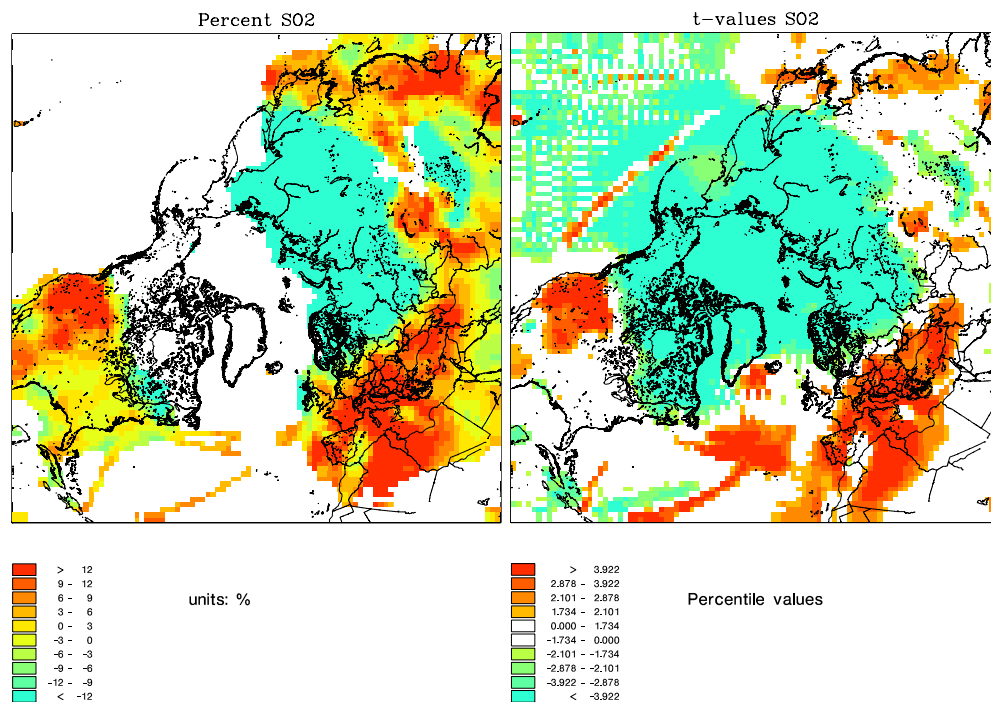 Percent SO2
t-values SO2
> 12
9 - 12
6 - 9
3 - 6
0 - 3
-3 - 0
-6 - -3
-9 - -6
-12 - -9
< -12
units: %
> 3.922
2.878 - 3.922
2.101 - 2.878
1.734 - 2.101
0.000 - 1.734
-1.734 - 0.000
-2.101 - -1.734
-2.878 - -2.101
-3.922 - -2.878
< -3.922
Percentile values